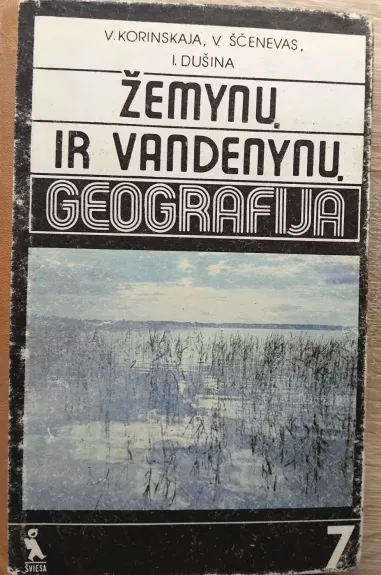 V. KORINSKAJA, V. ŠČENEVAS,
I. DUŠINA
ŽEMYNŲ
IR VANDENYNŲ
GEOGRAFIJA
7
ŠVIESA